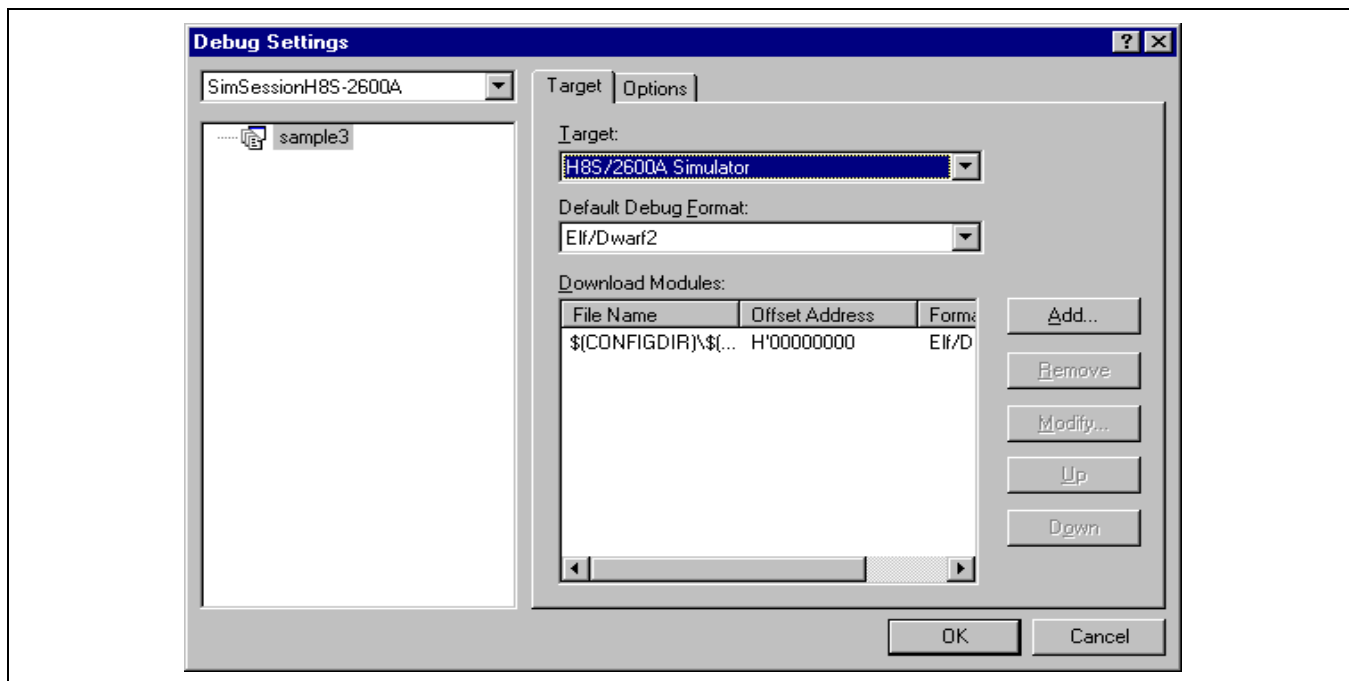 Debug Settings
SimSessionH8S-2600A
sample3
Target Options
Target:
H8S/2600A Simulator
Default Debug Format:
Elf/Dwarf2
Download Modules:
File Name Offset Address Forma
$(CONFIGDIR)\$(... H'00000000 Elf/D
Add...
Remove
Modify...
Up
Down
OK Cancel